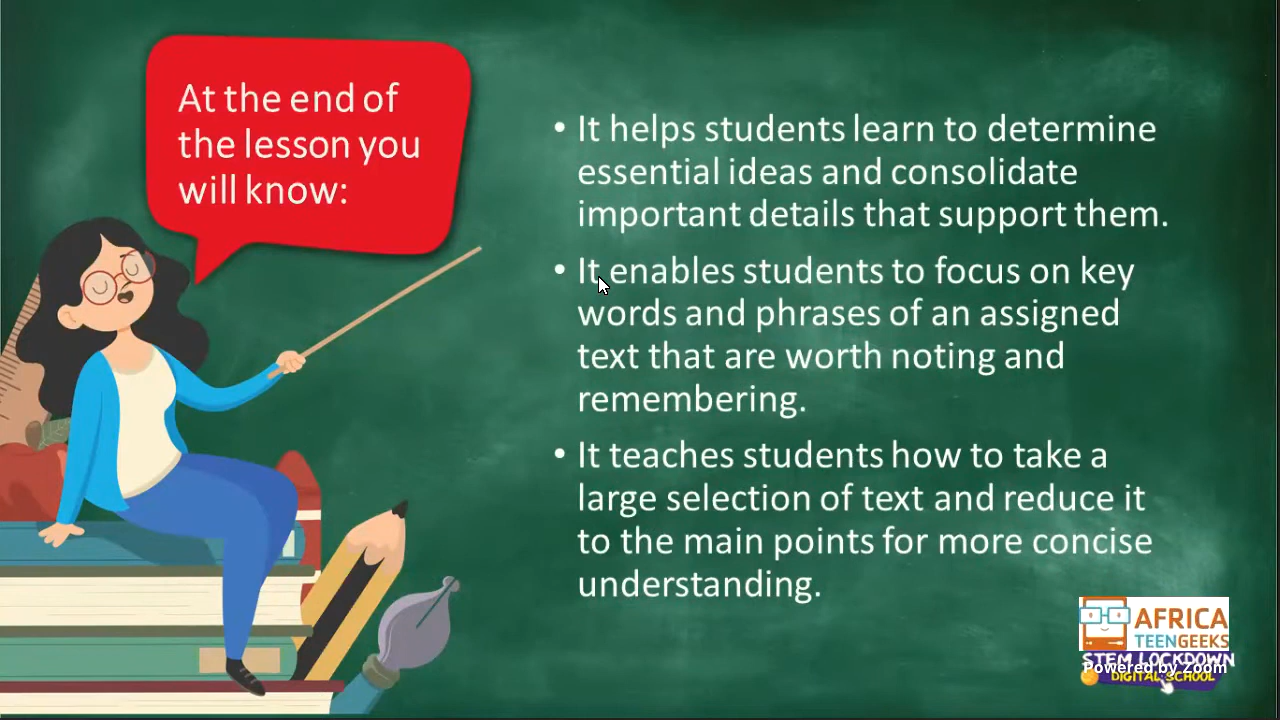 At the end of
the lesson you
will know:
• It helps students learn to determine
essential ideas and consolidate
important details that support them.
• It enables students to focus on key
words and phrases of an assigned
text that are worth noting and
remembering.
• It teaches students how to take a
large selection of text and reduce it
to the main points for more concise
understanding.
AFRICA
TEENGEEKS
STEM LOCKDOWN
Powered by Zoom
DIGITAL SCHOOL